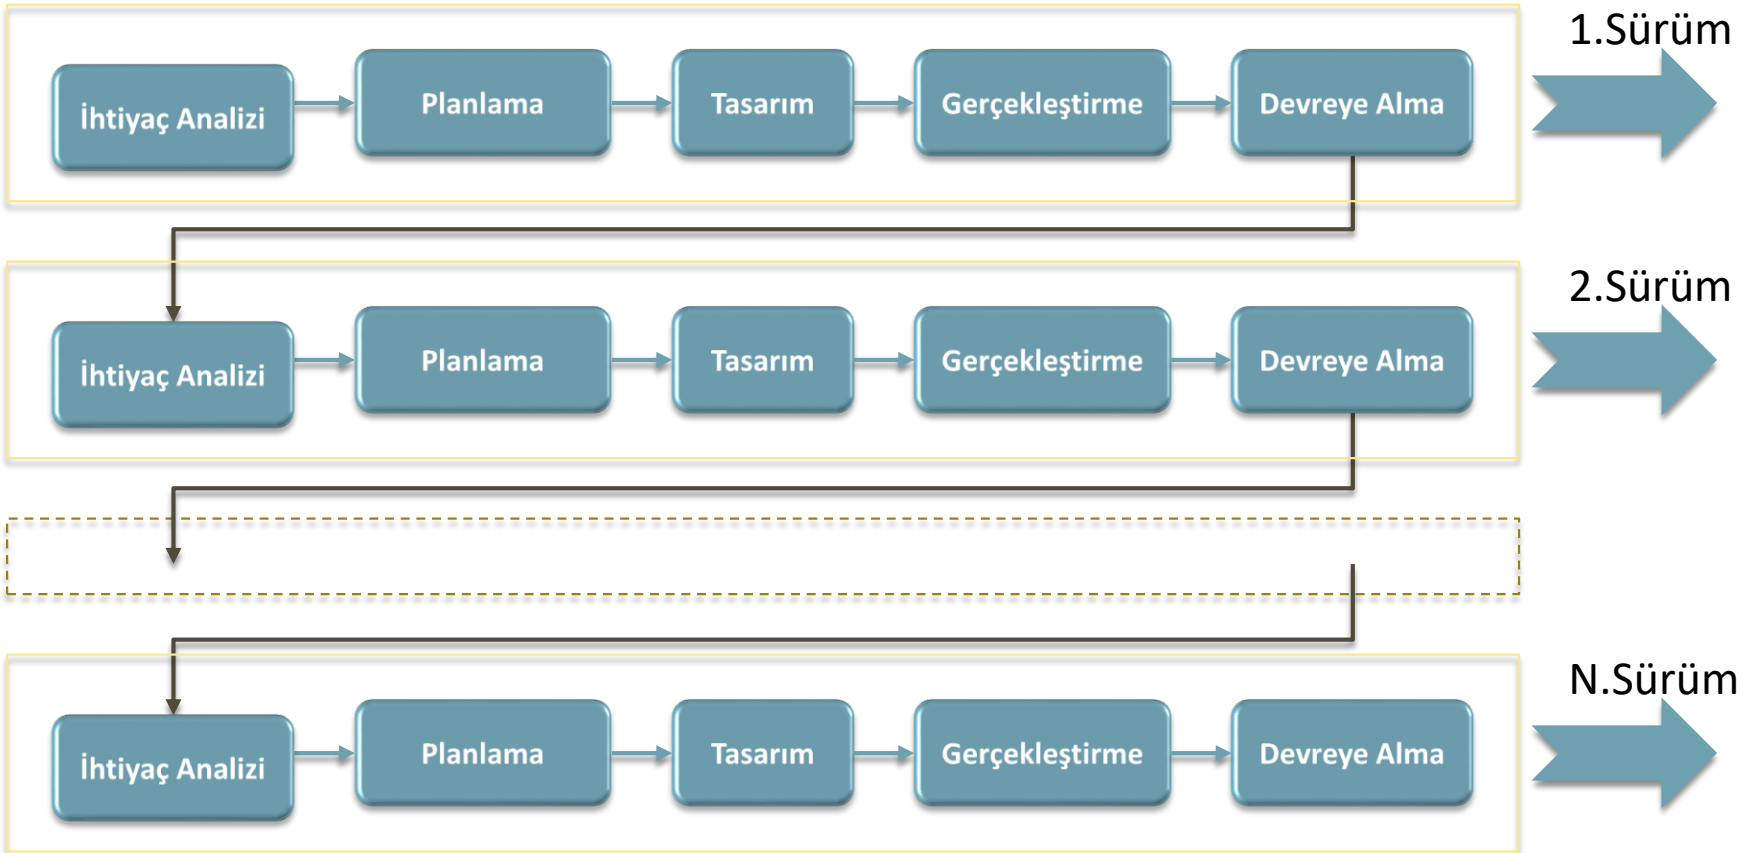 1.Sürüm
İhtiyaç Analizi
Planlama
Tasarım
Gerçekleştirme
Devreye Alma
2.Sürüm
İhtiyaç Analizi
Planlama
Tasarım
Gerçekleştirme
Devreye Alma
N.Sürüm
İhtiyaç Analizi
Planlama
Tasarım
Gerçekleştirme
Devreye Alma